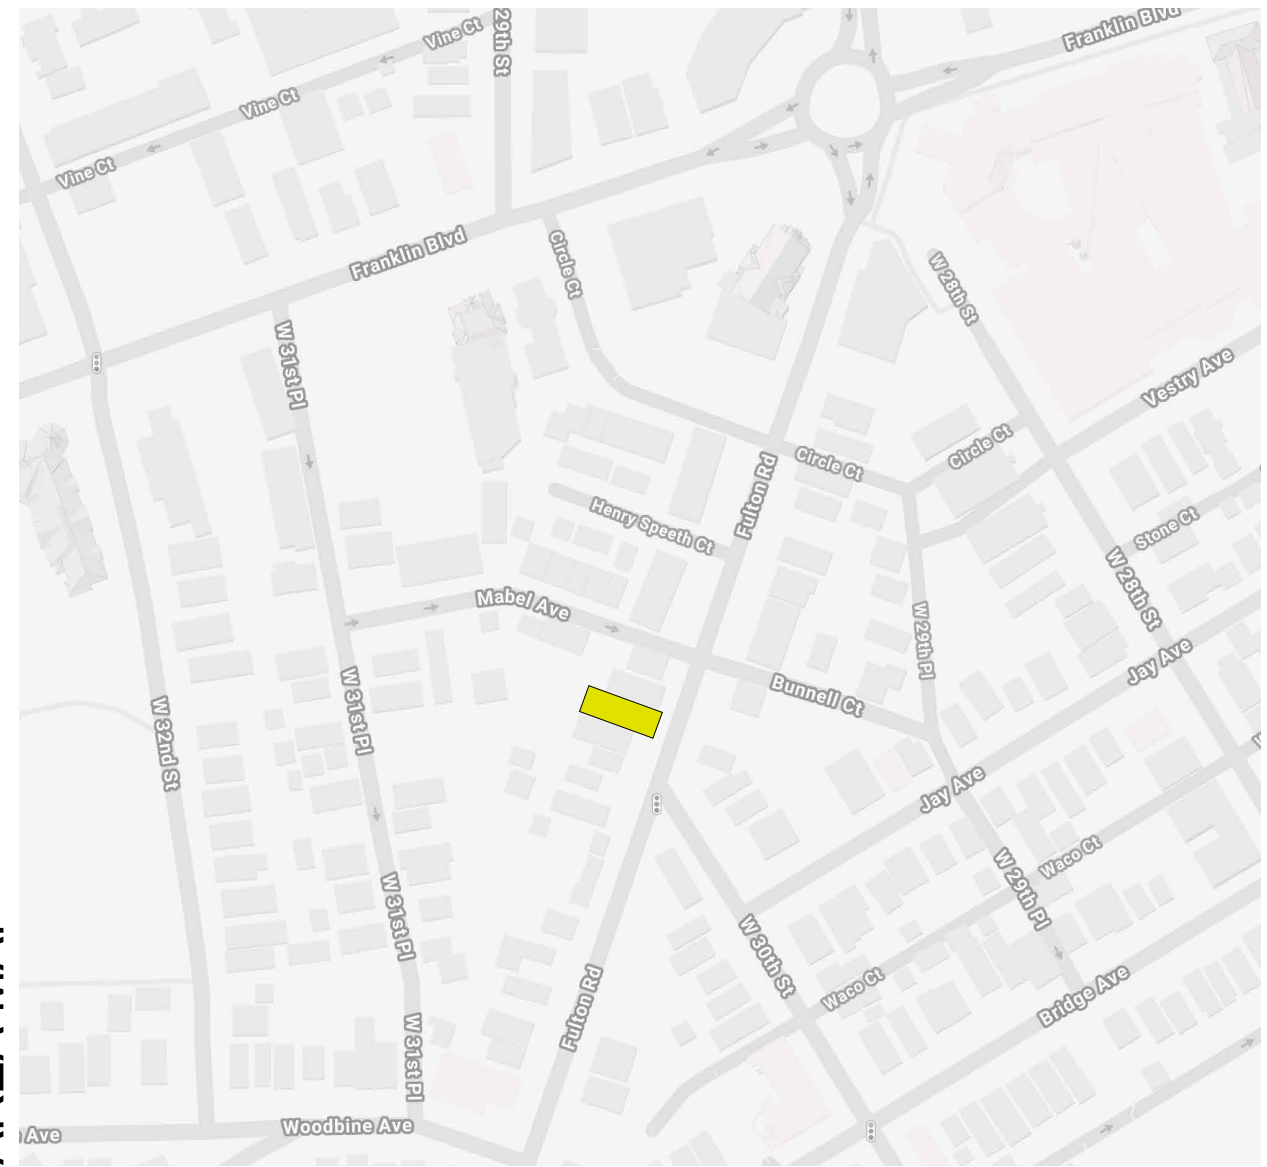 Vine Ct
29th St
Franklin Blvd
Vine Ct
Vine Ct
Franklin Blvd
Circle Ct
W 28th St
W 31st Pl
Vestry Ave
Circle Ct
Circle Ct
Fulton Rd
Henry Speeth Ct
Stone Ct
W 28th St
Mabel Ave
W 29th Pl
Jay Ave
W 31st Pl
Bunnell Ct
W 32nd St
Jay Ave
Waco Ct
W 29th Pl
W 31st Pl
W 30th St
Waco Ct
Bridge Ave
Fulton Rd
W 31st Pl
Woodbine Ave
Ave